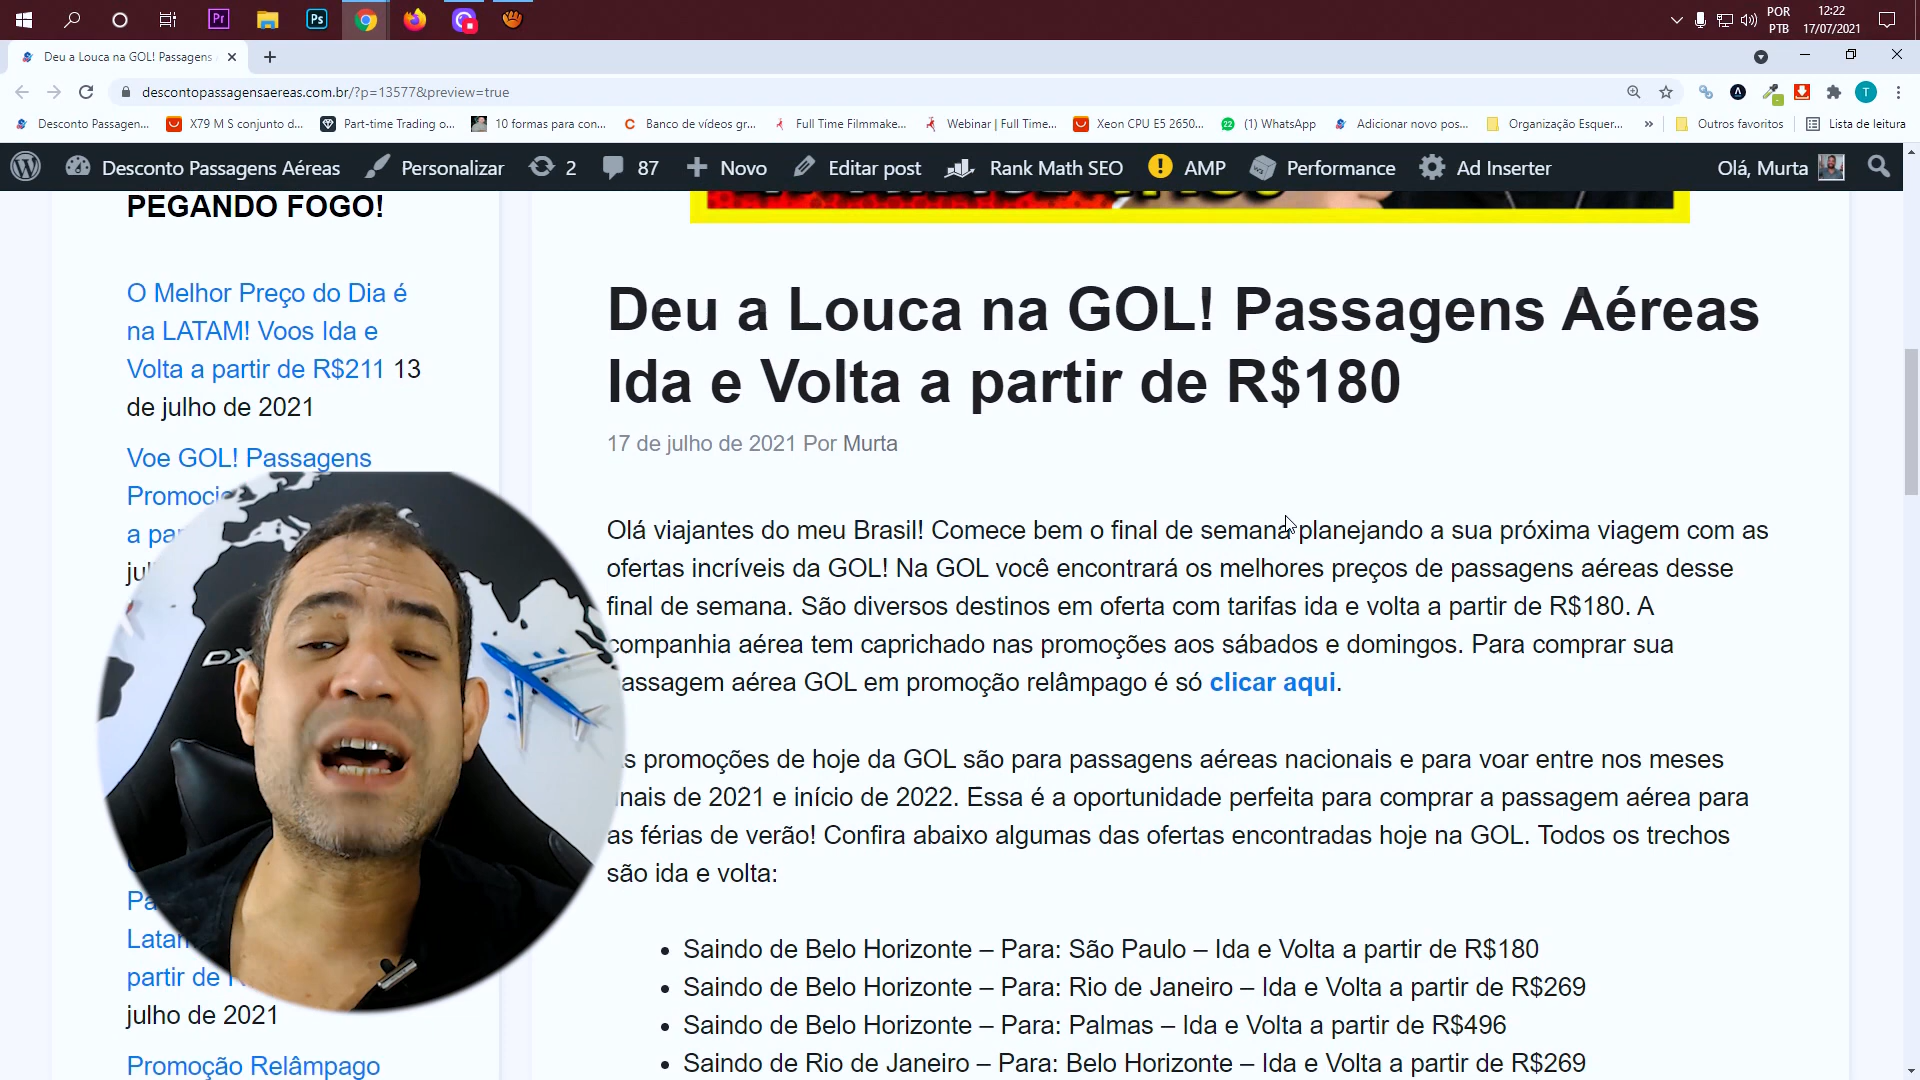 POR
PTB
12:22
17/07/2021
Deu a Louca na GOL! Passagens
descontopassagensaereas.com.br/?p=13577&preview=true
Desconto Passagen...
X79 M S conjunto d...
Part-time Trading o...
10 formas para con...
Banco de vídeos gr...
Full Time Filmmake...
Webinar | Full Time...
Xeon CPU E5 2650...
(1) WhatsApp
Adicionar novo pos...
Organização Esquer...
Outros favoritos
Lista de leitura
Desconto Passagens Aéreas
Personalizar
2
87
Novo
Editar post
Rank Math SEO
AMP
Performance
Ad Inserter
Olá, Murta
PEGANDO FOGO!
O Melhor Preço do Dia é
na LATAM! Voos Ida e
Volta a partir de R$211 13
de julho de 2021
Voe GOL! Passagens
julho de 2021
partir de
Promoção Relâmpago
Deu a Louca na GOL! Passagens Aéreas
Ida e Volta a partir de R$180
17 de julho de 2021 Por Murta
Olá viajantes do meu Brasil! Comece bem o final de semana planejando a sua próxima viagem com as
ofertas incríveis da GOL! Na GOL você encontrará os melhores preços de passagens aéreas desse
final de semana. São diversos destinos em oferta com tarifas ida e volta a partir de R$180. A
companhia aérea tem caprichado nas promoções aos sábados e domingos. Para comprar sua
assagem aérea GOL em promoção relâmpago é só clicar aqui.
s promoções de hoje da GOL são para passagens aéreas nacionais e para voar entre nos meses
nais de 2021 e início de 2022. Essa é a oportunidade perfeita para comprar a passagem aérea para
as férias de verão! Confira abaixo algumas das ofertas encontradas hoje na GOL. Todos os trechos
são ida e volta:
• Saindo de Belo Horizonte – Para: São Paulo – Ida e Volta a partir de R$180
• Saindo de Belo Horizonte – Para: Rio de Janeiro – Ida e Volta a partir de R$269
• Saindo de Belo Horizonte – Para: Palmas – Ida e Volta a partir de R$496
• Saindo de Rio de Janeiro – Para: Belo Horizonte – Ida e Volta a partir de R$269